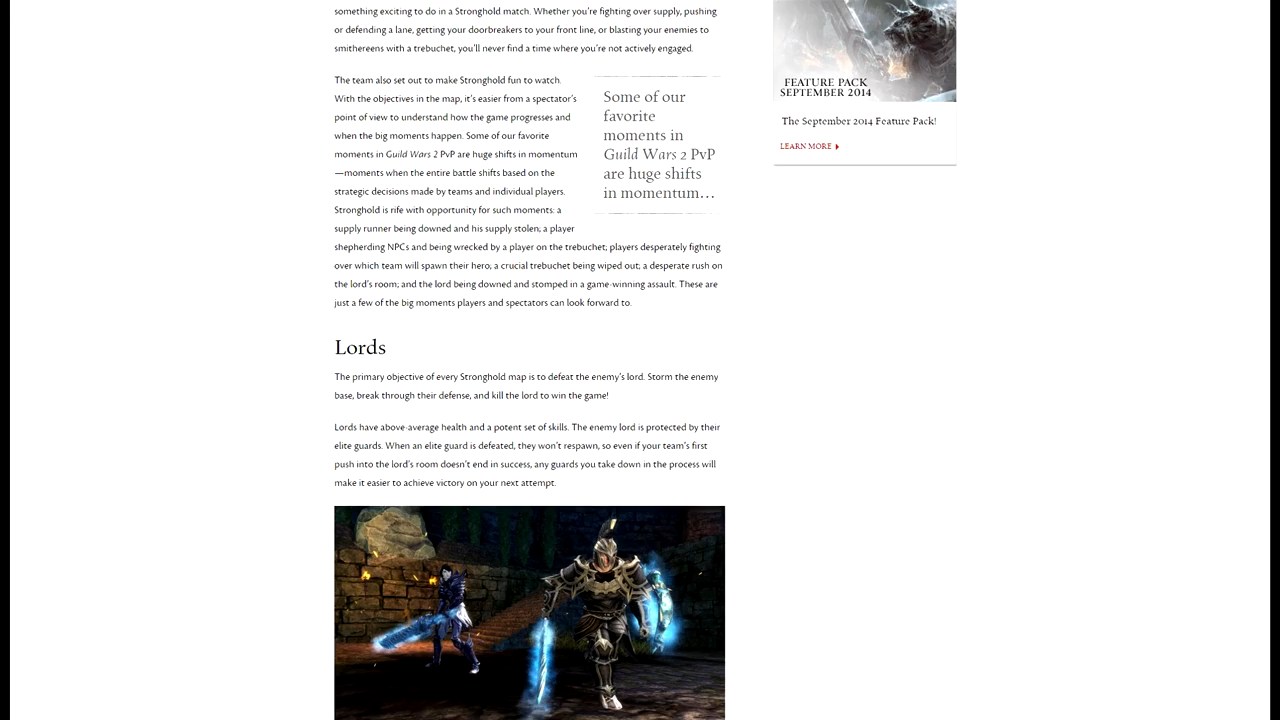 something exciting to do in a Stronghold match. Whether you're fighting over supply, pushing
or defending a lane, getting your doorbreakers to your front line, or blasting your enemies to
smithereens with a trebuchet, you'll never find a time where you're not actively engaged.
The team also set out to make Stronghold fun to watch.
With the objectives in the map, it's easier from a spectator's
point of view to understand how the game progresses and
when the big moments happen. Some of our favorite
moments in Guild Wars 2 PvP are huge shifts in momentum
—moments when the entire battle shifts based on the
strategic decisions made by teams and individual players.
Stronghold is rife with opportunity for such moments: a
supply runner being downed and his supply stolen; a player
shepherding NPCs and being wrecked by a player on the trebuchet; players desperately fighting
over which team will spawn their hero; a crucial trebuchet being wiped out; a desperate rush on
the lord's room; and the lord being downed and stomped in a game-winning assault. These are
just a few of the big moments players and spectators can look forward to.
Some of our
favorite
moments in
Guild Wars 2 PvP
are huge shifts
in momentum…
Lords
The primary objective of every Stronghold map is to defeat the enemy's lord. Storm the enemy
base, break through their defense, and kill the lord to win the game!
Lords have above-average health and a potent set of skills. The enemy lord is protected by their
elite guards. When an elite guard is defeated, they won't respawn, so even if your team's first
push into the lord's room doesn't end in success, any guards you take down in the process will
make it easier to achieve victory on your next attempt.
FEATURE PACK
SEPTEMBER 2014
The September 2014 Feature Pack!
LEARN MORE